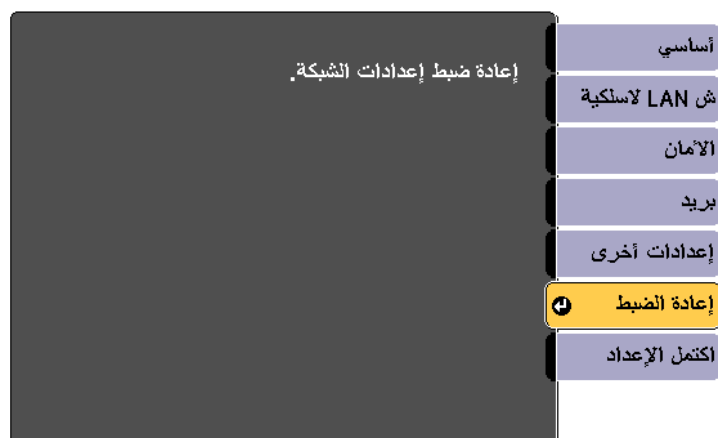 أساسي
ش LAN لاسلكية
الأمان
بريد
إعدادات أخرى
إعادة الضبط
اكتمل الإعداد
إعادة ضبط إعدادات الشبكة.